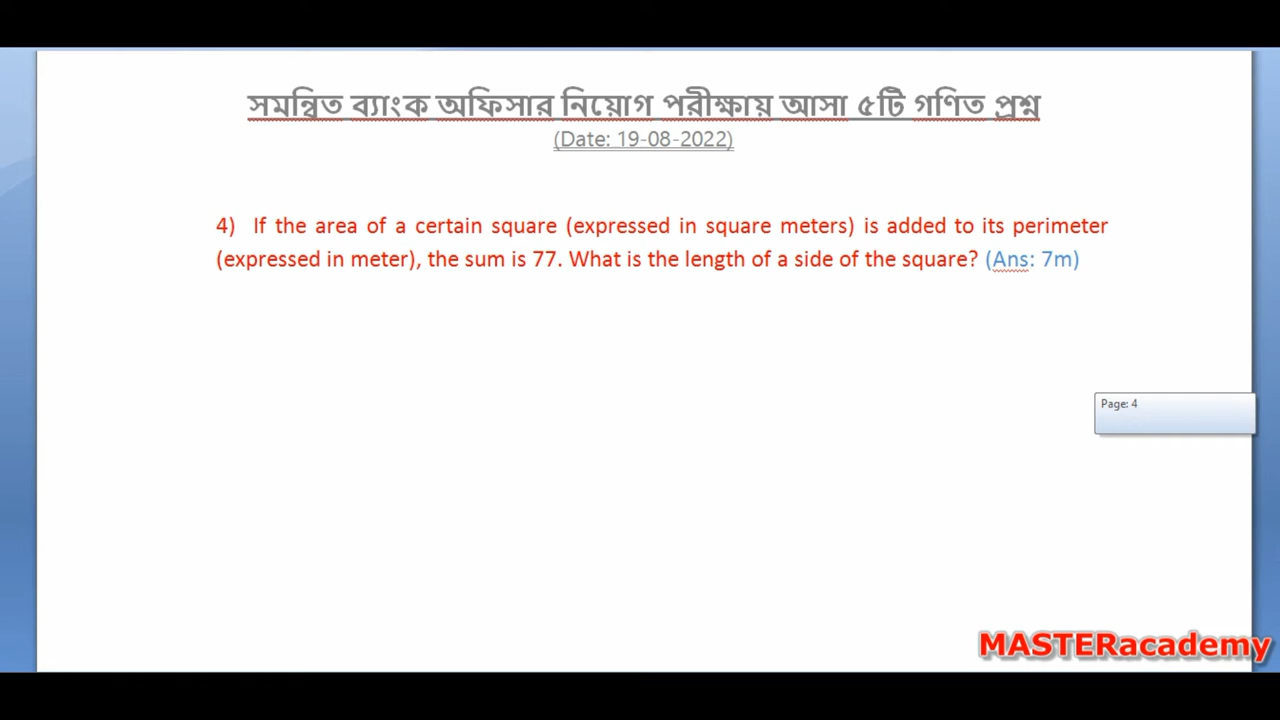 সমন্বিত ব্যাংক অফিসার নিয়োগ পরীক্ষায় আসা ৫টি গণিত প্রশ্ন
(Date: 19-08-2022)
4) If the area of a certain square (expressed in square meters) is added to its perimeter
(expressed in meter), the sum is 77. What is the length of a side of the square? (Ans: 7m)
Page: 4
MASTERacademy